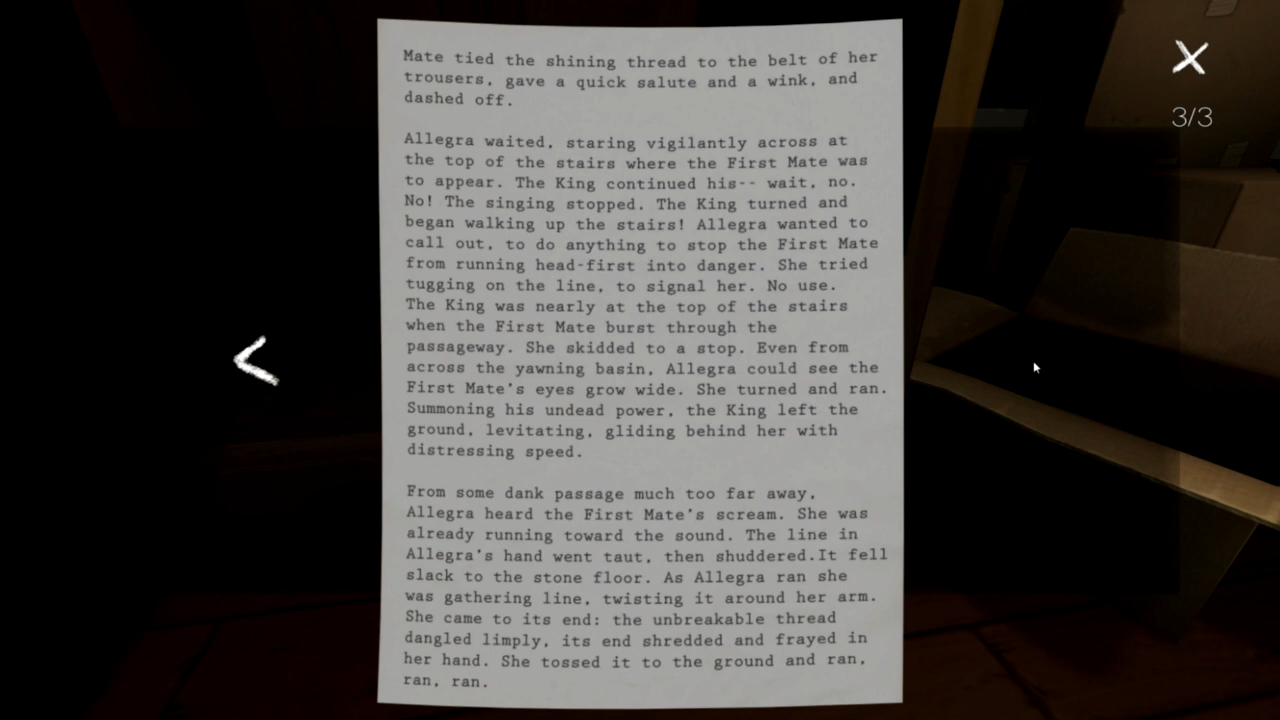 Mate tied the shining thread to the belt of her
trousers, gave a quick salute and a wink, and
dashed off.
Allegra waited, staring vigilantly across at
the top of the stairs where the First Mate was
to appear. The King continued his-- wait, no.
No! The singing stopped. The King turned and
began walking up the stairs! Allegra wanted to
call out, to do anything to stop the First Mate
from running head-first into danger. She tried
tugging on the line, to signal her. No use.
The King was nearly at the top of the stairs
when the First Mate burst through the
passageway. She skidded to a stop. Even from
across the yawning basin, Allegra could see the
First Mate's eyes grow wide. She turned and ran.
Summoning his undead power, the King left the
ground, levitating, gliding behind her with
distressing speed.
From some dank passage much too far away,
Allegra heard the First Mate's scream. She was
already running toward the sound. The line in
Allegra's hand went taut, then shuddered.It fell
slack to the stone floor. As Allegra ran she
was gathering line, twisting it around her arm.
She came to its end: the unbreakable thread
dangled limply, its end shredded and frayed in
her hand. She tossed it to the ground and ran,
ran, ran.
3/3